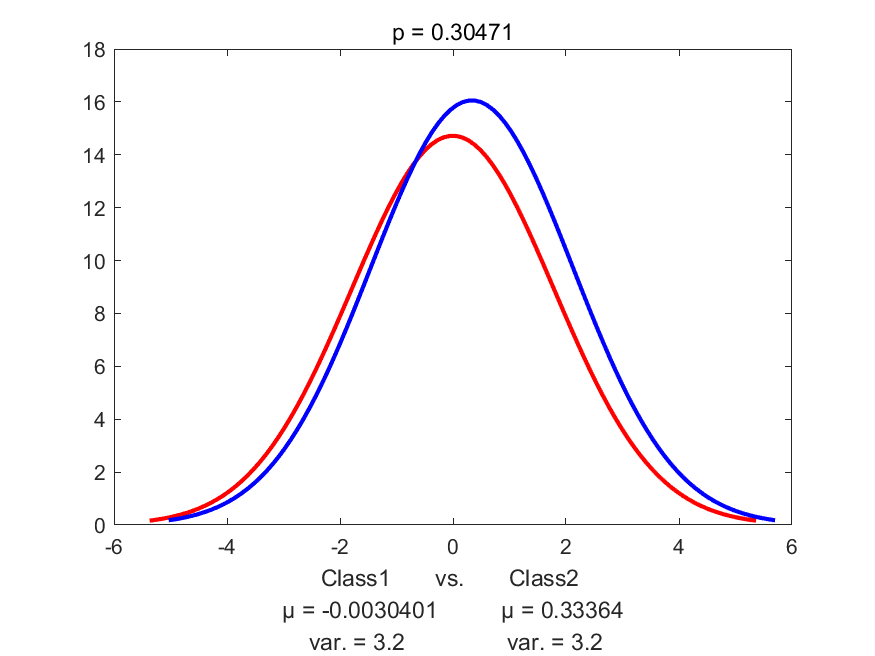 p = 0.30471
18
16
14
12
10
8
6
4
2
0
-6 -4 -2 0 2 4 6
Class1 vs. Class2
μ = -0.0030401 μ = 0.33364
var. = 3.2 var. = 3.2